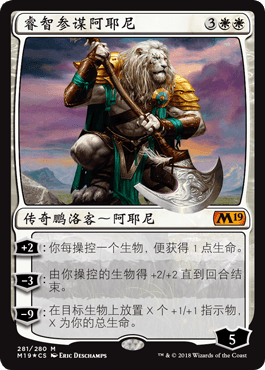 睿智参谋阿耶尼 3
M19
传奇鹏洛客～阿耶尼
+2 : 你每操控一个生物，便获得 1 点生命。
-3 : 由你操控的生物得 +2/+2 直到回合结
束。
-9 : 在目标生物上放置 X 个 +1/+1 指示物，
X 为你的总生命。
5
281/280 M
M19★CS ERIC DESCHAMPS
™ & © 2018 Wizards of the Coast